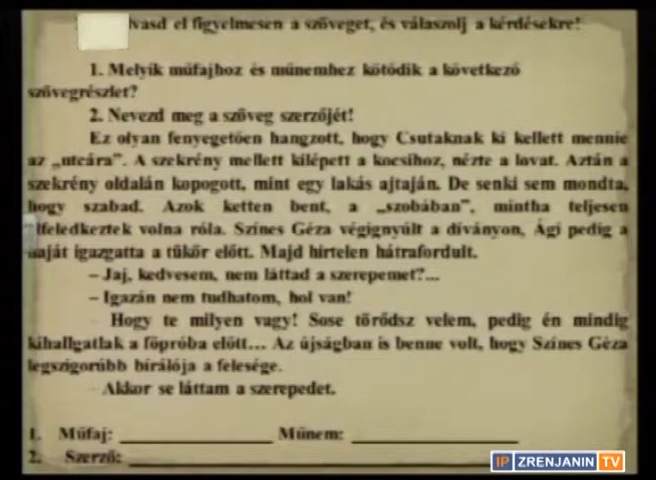 lvasd el figyelmesen a szöveget, és válaszolj a kérdésekre!
1. Melyik műfajhoz és műnemhez kötődik a következő
szövegrészlet?
2. Nevezd meg a szöveg szerzőjét!
Ez olyan fenyegetően hangzott, hogy Csutaknak ki kellett mennie
az „utcára”. A szekrény mellett kilépett a kocsihoz, nézte a lovat. Aztán a
szekrény oldalán kopogott, mint egy lakás ajtaján. De senki sem mondta,
hogy szabad. Azok ketten bent, a „szobában”, mintha teljesen
lfeledkeztek volna róla. Színes Géza végignyúlt a díványon, Ági pedig a
haját igazgatta a tükör előtt. Majd hirtelen hátrafordult.
– Jaj, kedvesem, nem láttad a szerepemet?...
– Igazán nem tudhatom, hol van!
Hogy te milyen vagy! Sose törődsz velem, pedig én mindig
kihallgatlak a főpróba előtt... Az újságban is benne volt, hogy Színes Géza
legszigorúbb bírálója a felesége.
- Akkor se láttam a szerepedet.
1. Műfaj: ____________ Műnem: ____________
2. Szerző: ____________
IP ZRENJANIN TV